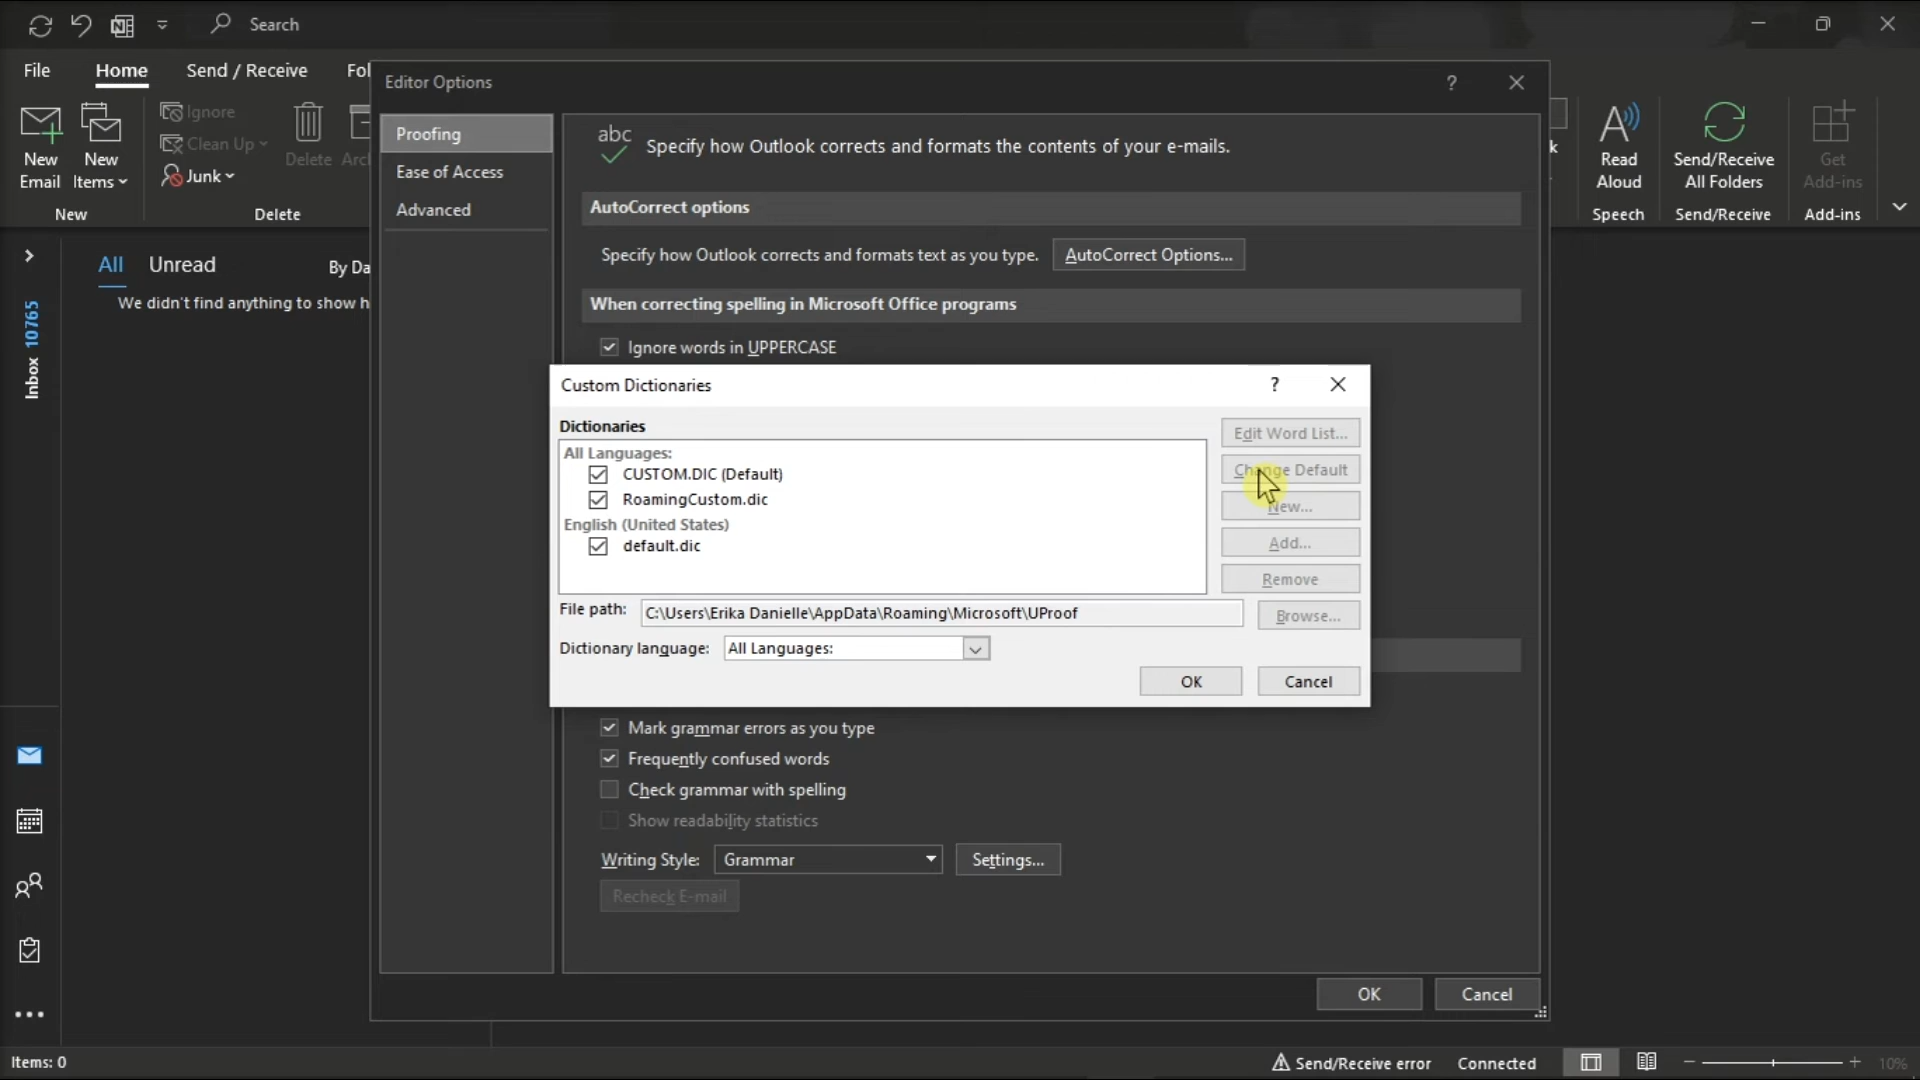 Search
File
Home
Send / Receive
Fol
New Email
New Items
New
Ignore
Clean Up
Junk
Delete
Arc
Delete
k
Read Aloud
Speech
Send/Receive All Folders
Send/Receive
Get Add-ins
Add-ins
Inbox 10765
All
Unread
By Da
We didn't find anything to show h
Editor Options
?
Proofing
Ease of Access
Advanced
abc
Specify how Outlook corrects and formats the contents of your e-mails.
AutoCorrect options
Specify how Outlook corrects and formats text as you type.
AutoCorrect Options...
When correcting spelling in Microsoft Office programs
Ignore words in UPPERCASE
Custom Dictionaries
?
Dictionaries
All Languages:
CUSTOM.DIC (Default)
RoamingCustom.dic
English (United States)
default.dic
Edit Word List...
Change Default
New...
Add...
Remove
File path:
C:\Users\Erika Danielle\AppData\Roaming\Microsoft\UProof
Browse...
Dictionary language:
All Languages:
OK
Cancel
Mark grammar errors as you type
Frequently confused words
Check grammar with spelling
Show readability statistics
Writing Style:
Grammar
Settings...
Recheck E-mail
OK
Cancel
Items: 0
Send/Receive error
Connected
10%